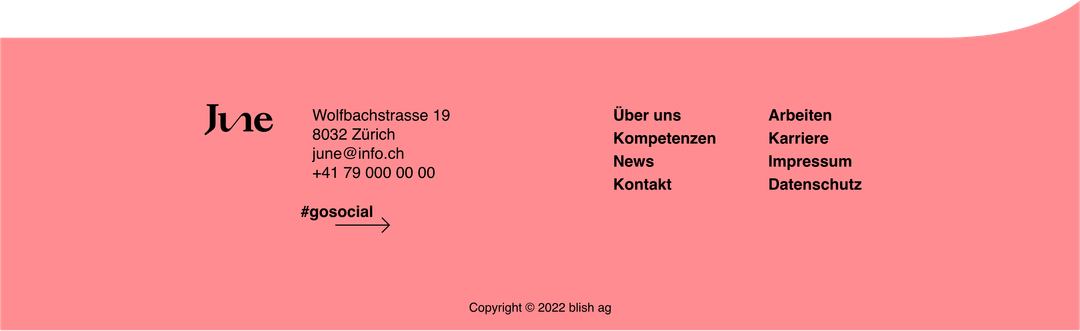 June
Wolfbachstrasse 19
8032 Zürich
june@info.ch
+41 79 000 00 00
#gosocial
Über uns
Kompetenzen
News
Kontakt
Arbeiten
Karriere
Impressum
Datenschutz
Copyright © 2022 blish ag